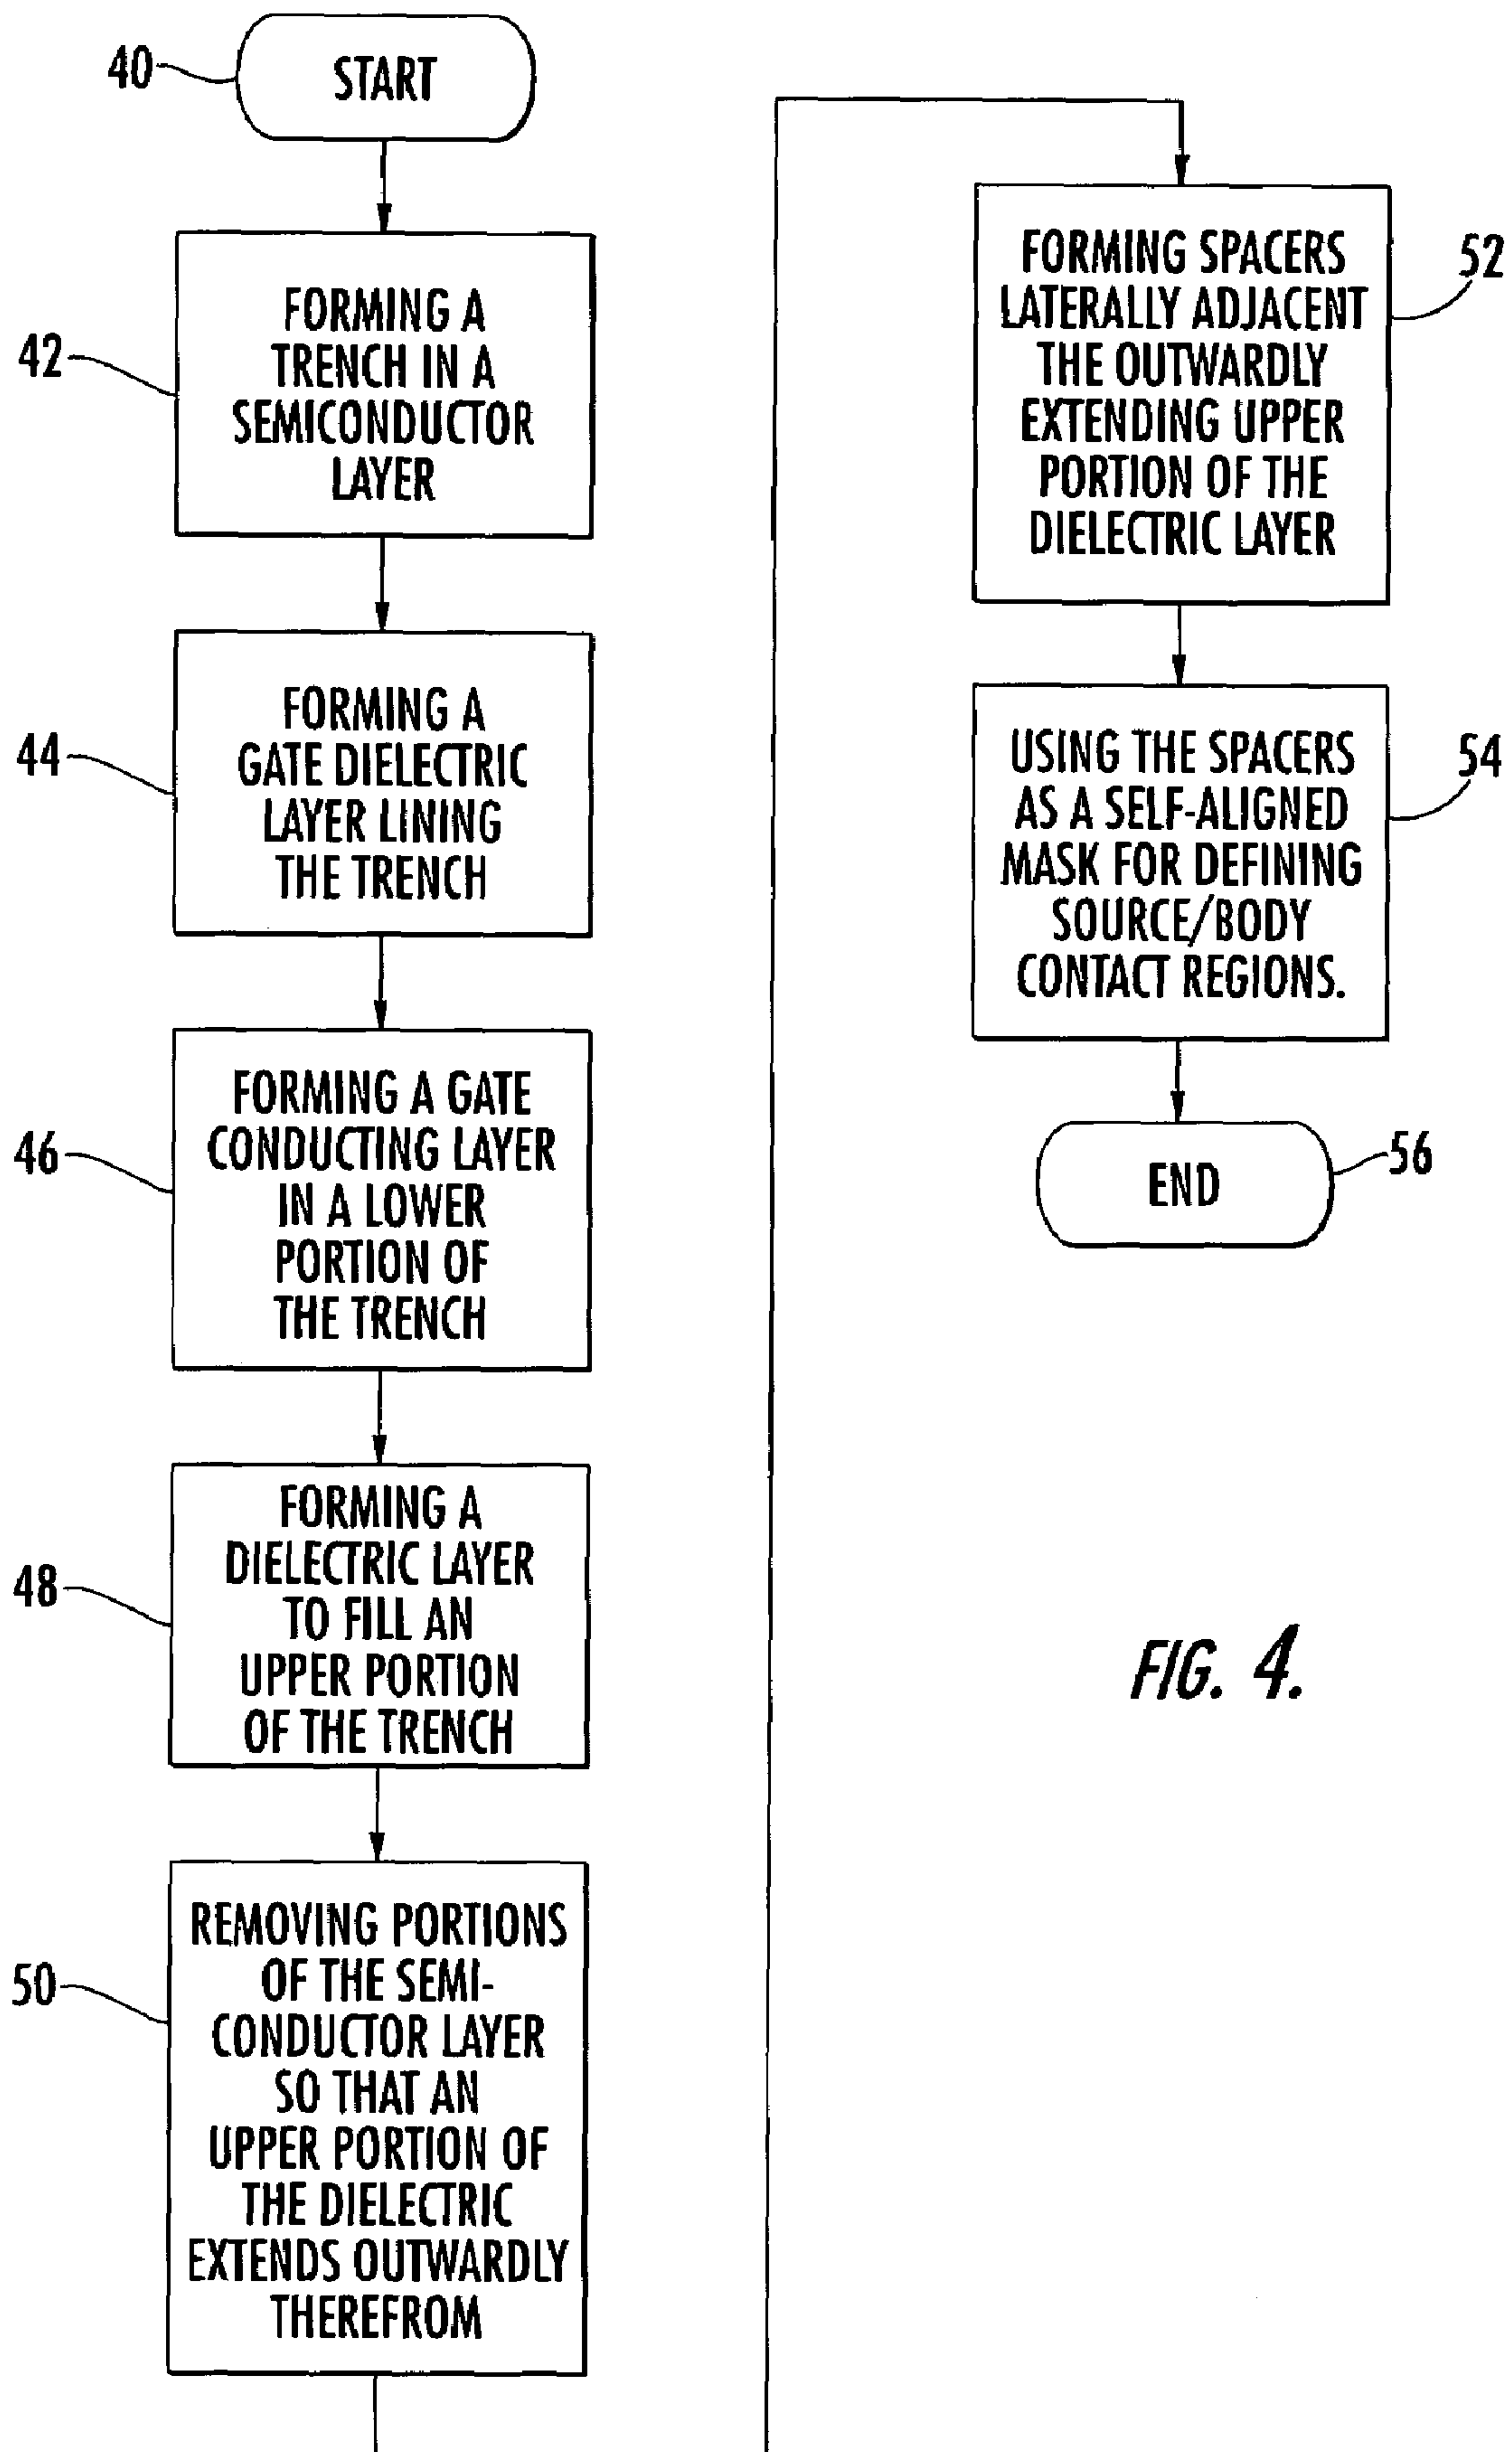 40
START
42
FORMING A
TRENCH IN A
SEMICONDUCTOR
LAYER
44
FORMING A
GATE DIELECTRIC
LAYER LINING
THE TRENCH
46
FORMING A GATE
CONDUCTING LAYER
IN A LOWER
PORTION OF
THE TRENCH
48
FORMING A
DIELECTRIC LAYER
TO FILL AN
UPPER PORTION
OF THE TRENCH
50
REMOVING PORTIONS
OF THE SEMI-
CONDUCTOR LAYER
SO THAT AN
UPPER PORTION OF
THE DIELECTRIC
EXTENDS OUTWARDLY
THEREFROM
52
FORMING SPACERS
LATERALLY ADJACENT
THE OUTWARDLY
EXTENDING UPPER
PORTION OF THE
DIELECTRIC LAYER
54
USING THE SPACERS
AS A SELF-ALIGNED
MASK FOR DEFINING
SOURCE/BODY
CONTACT REGIONS.
56
END
FIG. 4.